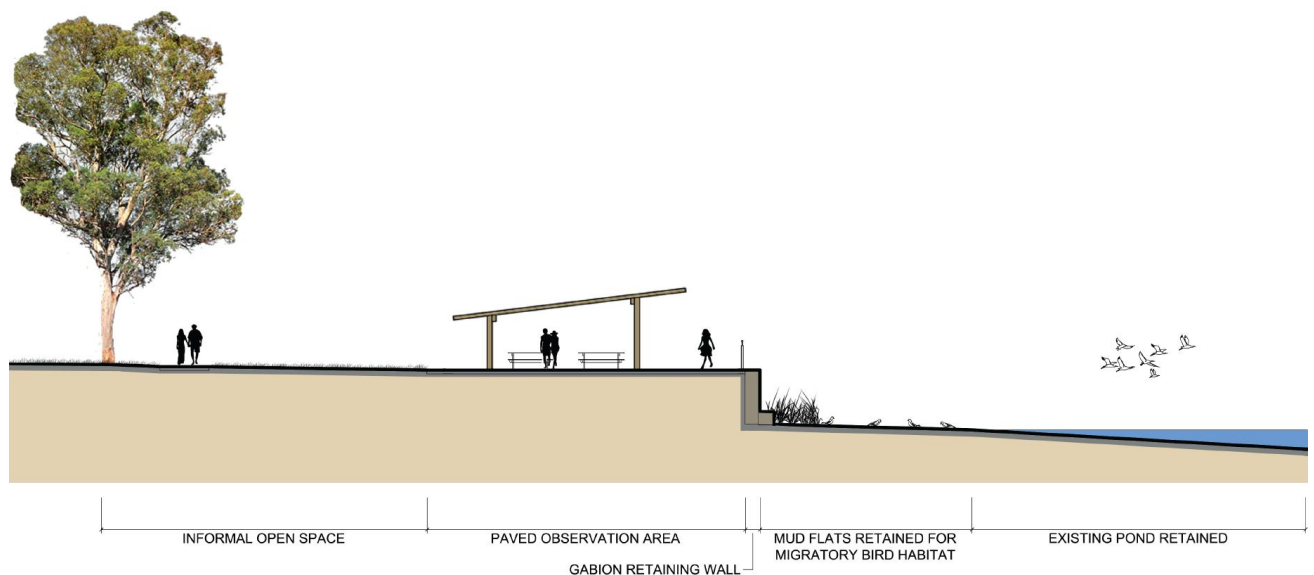 INFORMAL OPEN SPACE
PAVED OBSERVATION AREA
GABION RETAINING WALL
MUD FLATS RETAINED FOR
MIGRATORY BIRD HABITAT
EXISTING POND RETAINED